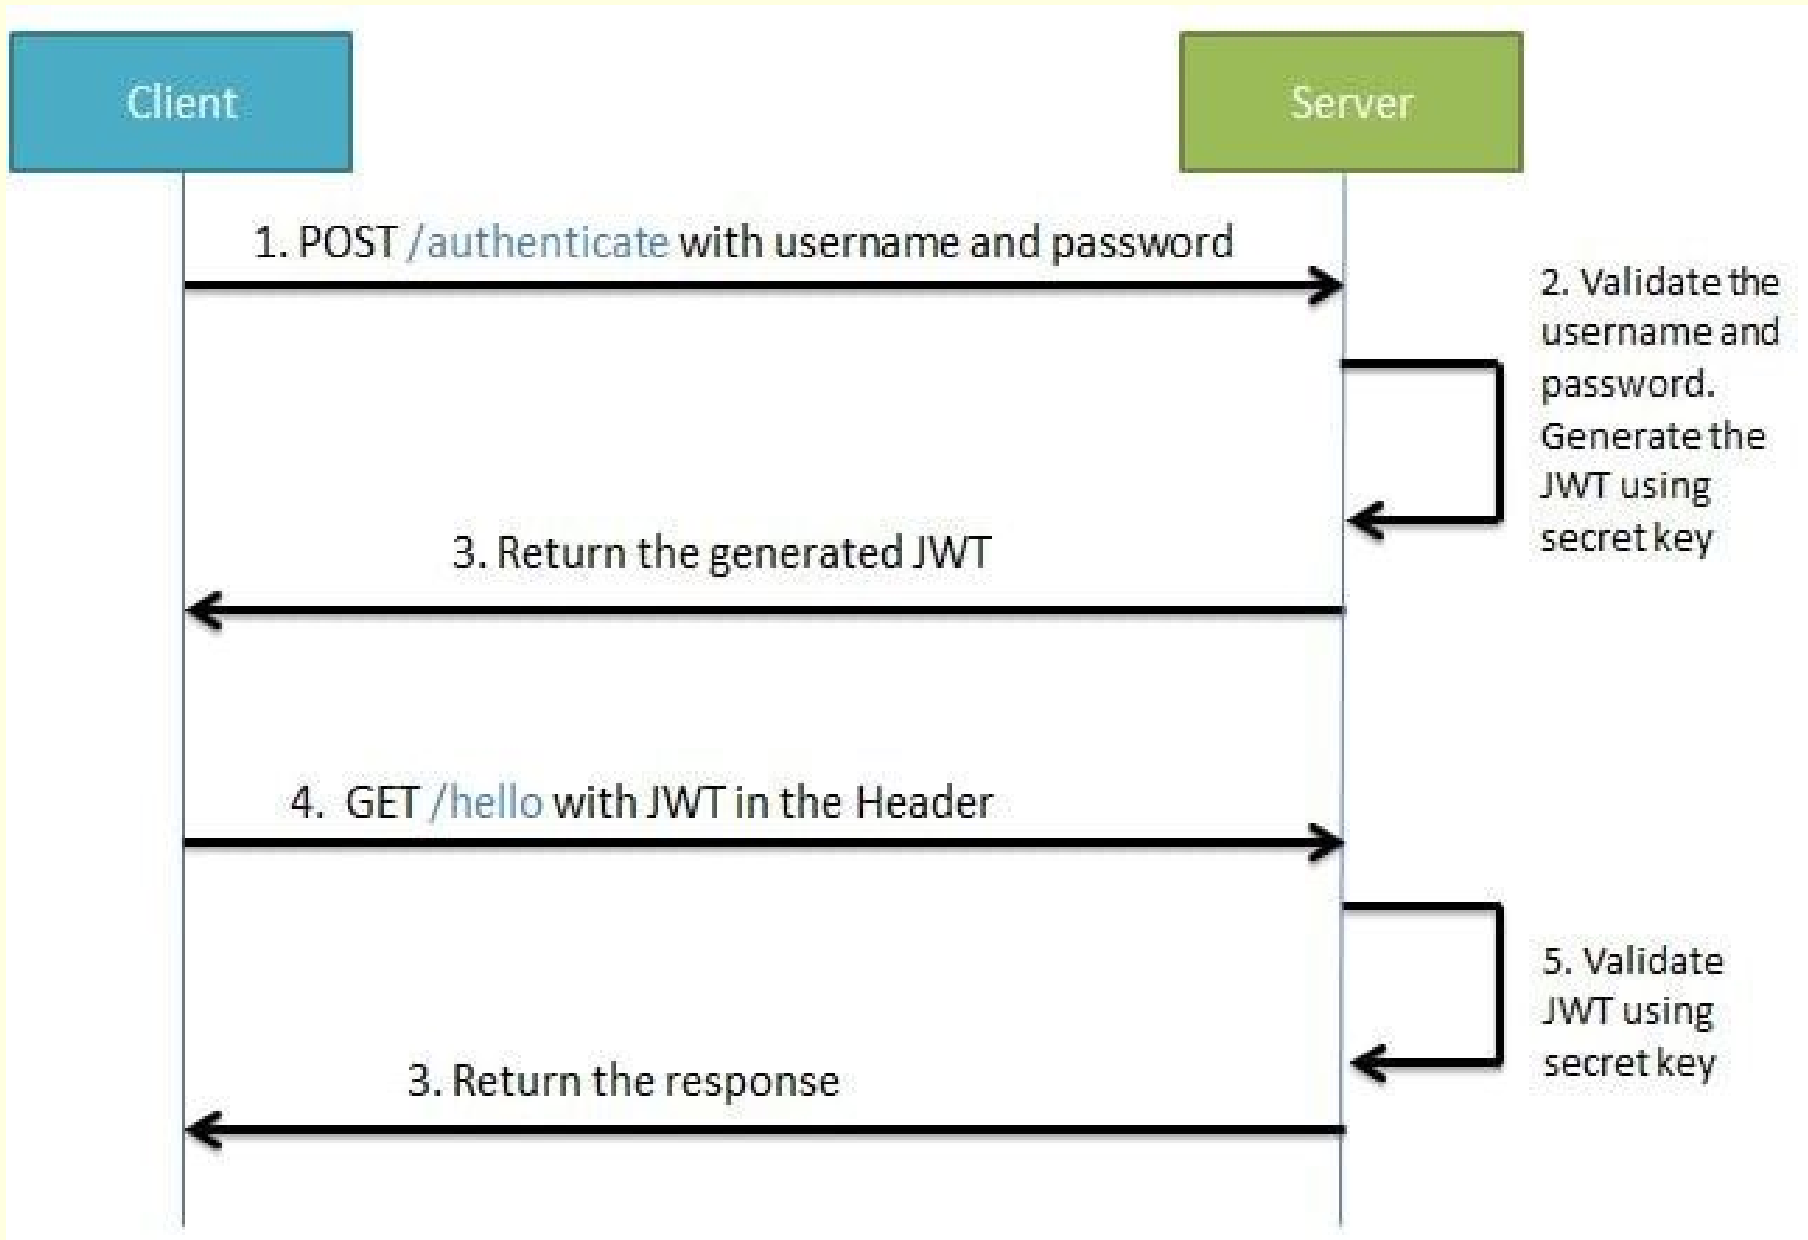 Client
Server
1. POST /authenticate with username and password
2. Validate the
username and
password.
Generate the
JWT using
secret key
3. Return the generated JWT
4. GET /hello with JWT in the Header
5. Validate
JWT using
secret key
3. Return the response